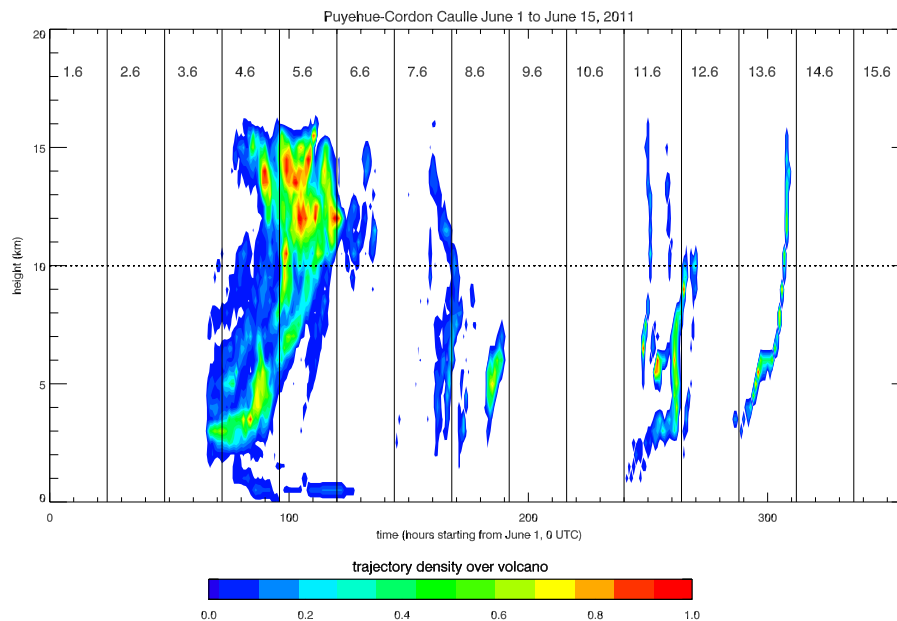 Puyehue-Cordon Caulle June 1 to June 15, 2011
20
1.6 2.6 3.6 4.6 5.6 6.6 7.6 8.6 9.6 10.6 11.6 12.6 13.6 14.6 15.6
15
height (km)
10
5
0
0 100 200 300
time (hours starting from June 1, 0 UTC)
trajectory density over volcano
0.0 0.2 0.4 0.6 0.8 1.0